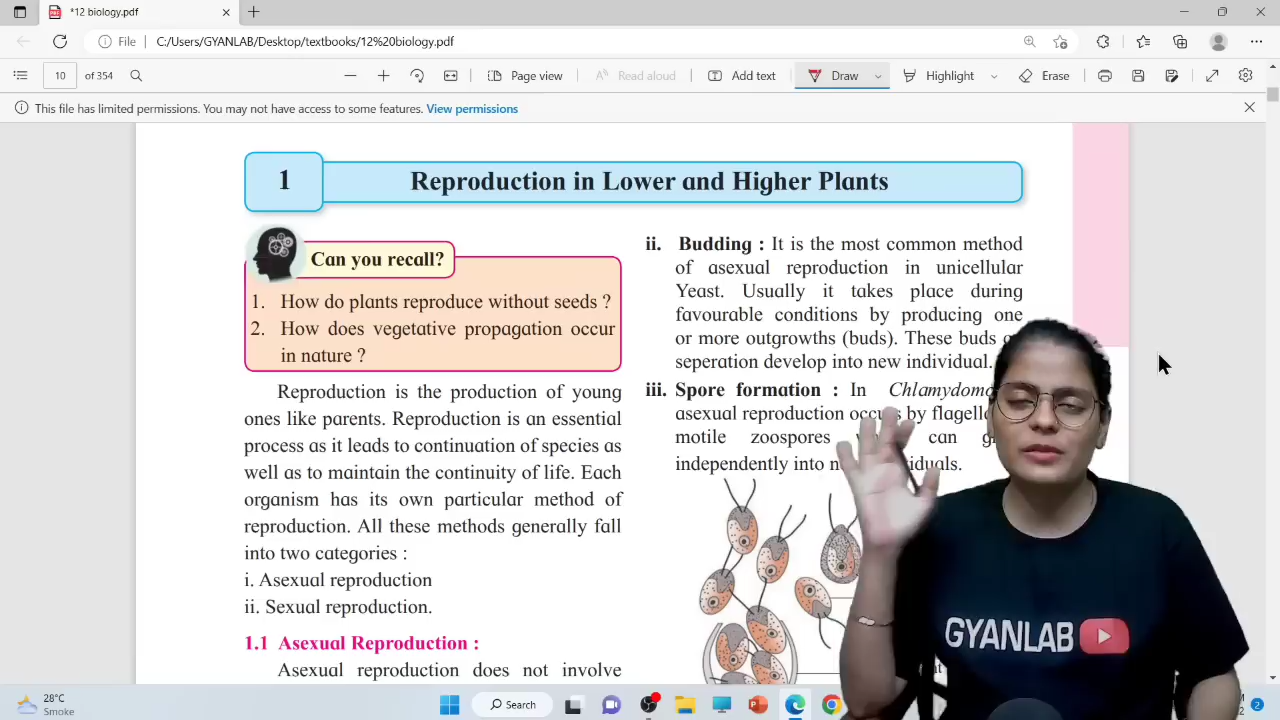 *12 biology.pdf
File
C:/Users/GYANLAB/Desktop/textbooks/12%20biology.pdf
10 of 354
Page view
Read aloud
Add text
Draw
Highlight
Erase
This file has limited permissions. You may not have access to some features. View permissions
1
Reproduction in Lower and Higher Plants
Can you recall?
1. How do plants reproduce without seeds ?
2. How does vegetative propagation occur
in nature ?
Reproduction is the production of young
ones like parents. Reproduction is an essential
process as it leads to continuation of species as
well as to maintain the continuity of life. Each
organism has its own particular method of
reproduction. All these methods generally fall
into two categories :
i. Asexual reproduction
ii. Sexual reproduction.
1.1 Asexual Reproduction :
Asexual reproduction does not involve
ii. Budding : It is the most common method
of asexual reproduction in unicellular
Yeast. Usually it takes place during
favourable conditions by producing one
or more outgrowths (buds). These buds
seperation develop into new individual.
iii. Spore formation : In
asexual reproduction by
motile zoospores can
independently into
GYANLAB
28°C
Smoke
Search
2